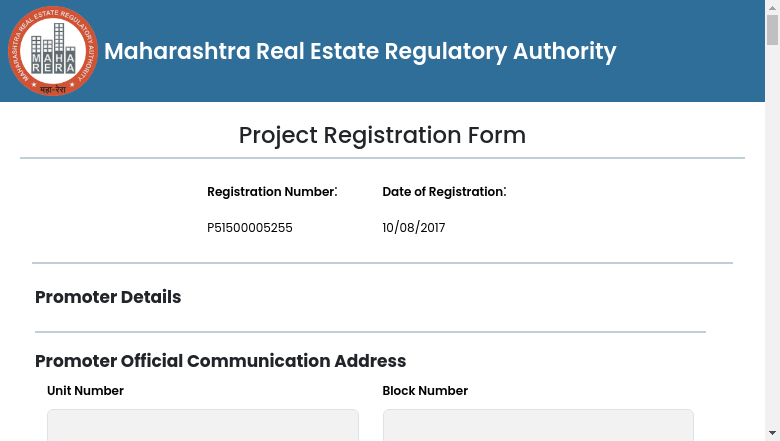 MAHARASHTRA REAL ESTATE REGULATORY AUTHORITY
MAHA
RERA
महा-रेरा
Maharashtra Real Estate Regulatory Authority
Project Registration Form
Registration Number: Date of Registration:
P51500005255 10/08/2017
Promoter Details
Promoter Official Communication Address
Unit Number Block Number